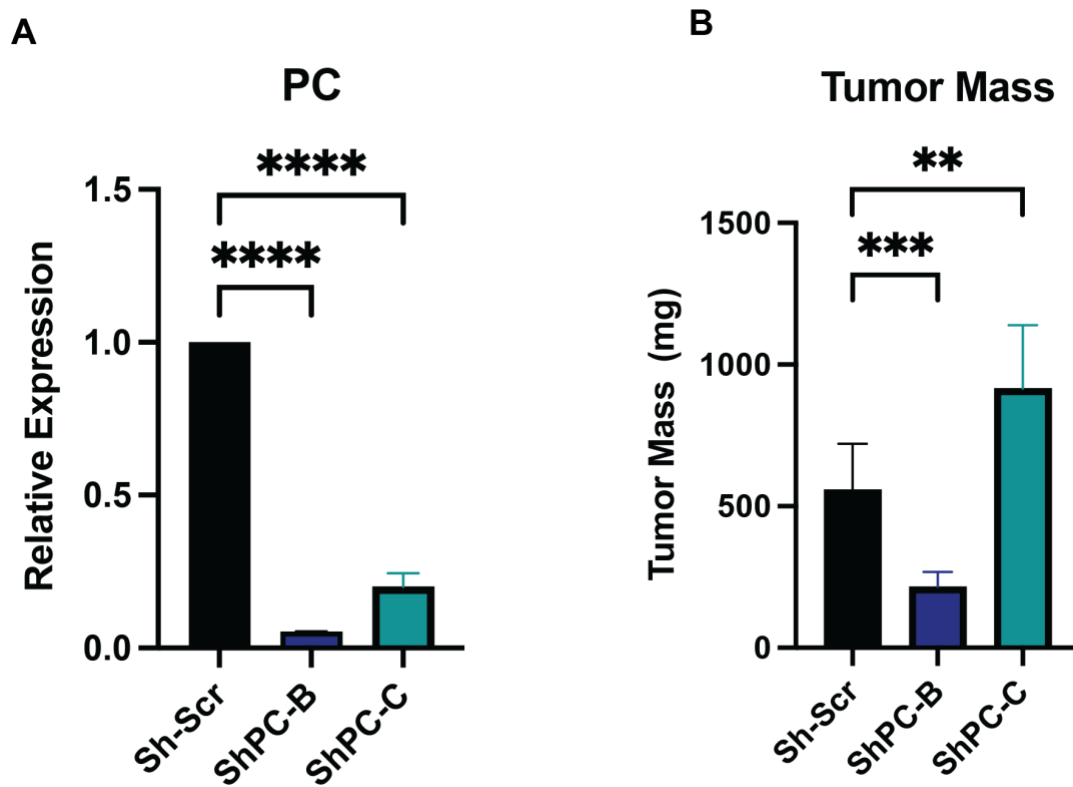 A
PC
****
****
1.5
1.0
0.5
0.0
Relative Expression
Sh-Scr
ShPC-B
ShPC-C
B
Tumor Mass
**
***
1500
1000
500
0
Tumor Mass (mg)
Sh-Scr
ShPC-B
ShPC-C